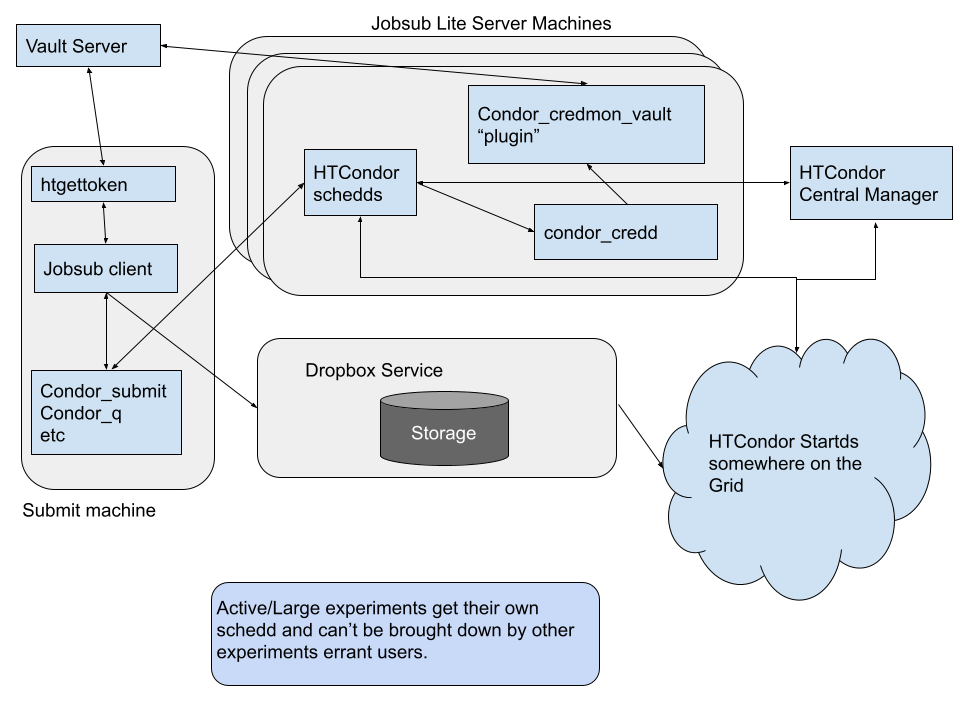 Jobsub Lite Server Machines
Vault Server
Condor_credmon_vault
“plugin”
HTCondor
schedds
HTCondor
Central Manager
htgettoken
condor_credd
Jobsub client
Dropbox Service
Condor_submit
Condor_q
etc
Storage
HTCondor Startds
somewhere on the
Grid
Submit machine
Active/Large experiments get their own
schedd and can’t be brought down by other
experiments errant users.